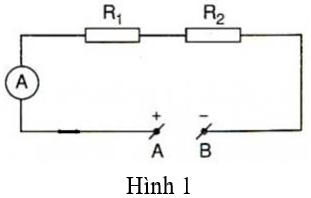 R₁ R₂
A
+ −
A B
Hình 1